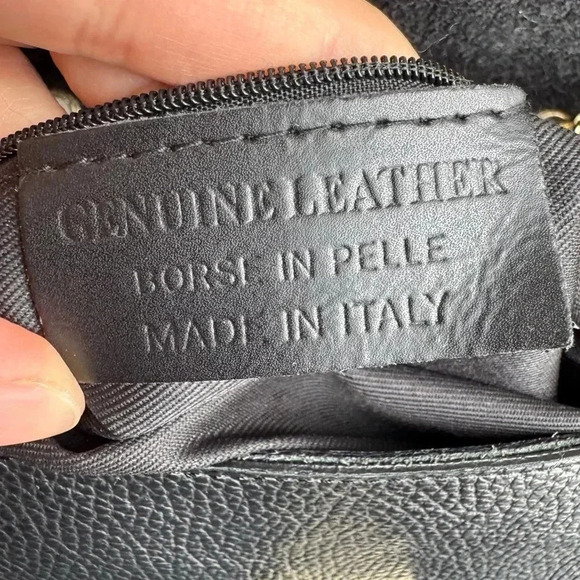 GENUINE LEATHER
BORSE IN PELLE
MADE IN ITALY